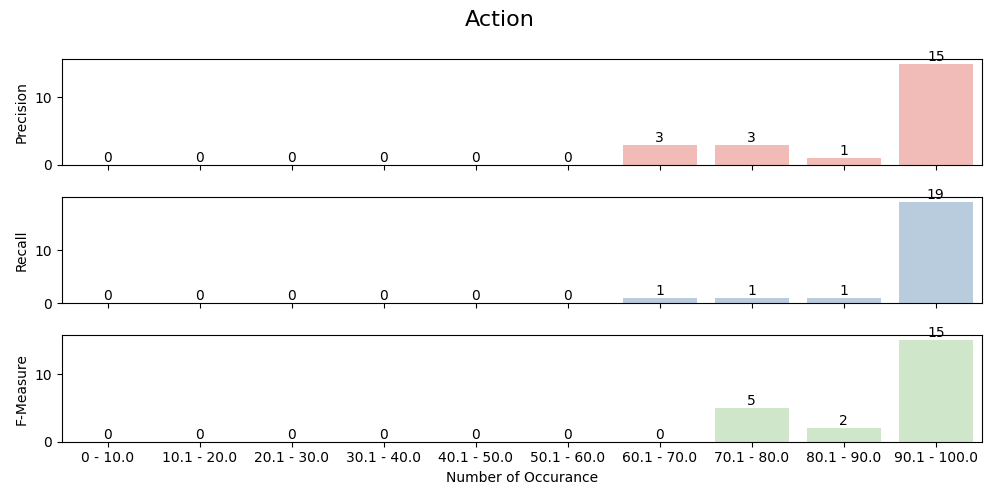 Action
Precision
10
0
0 0 0 0 0 0 3 3 1 15
Recall
10
0
0 0 0 0 0 0 1 1 1 19
F-Measure
10
0
0 0 0 0 0 0 0 5 2 15
0 - 10.0 10.1 - 20.0 20.1 - 30.0 30.1 - 40.0 40.1 - 50.0 50.1 - 60.0 60.1 - 70.0 70.1 - 80.0 80.1 - 90.0 90.1 - 100.0
Number of Occurance